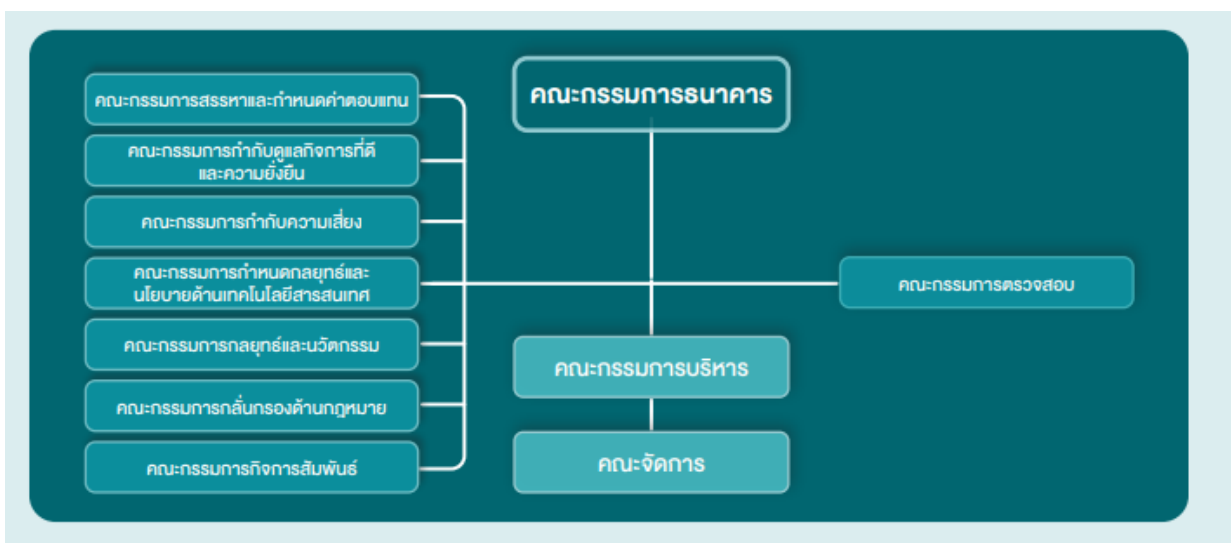 คณะกรรมการธนาคาร
คณะกรรมการสรรหาและกำหนดค่าตอบแทน
คณะกรรมการกำกับดูแลกิจการที่ดี
และความยั่งยืน
คณะกรรมการกำกับความเสี่ยง
คณะกรรมการกำหนดกลยุทธ์และ
นโยบายด้านเทคโนโลยีสารสนเทศ
คณะกรรมการกลยุทธ์และนวัตกรรม
คณะกรรมการกลั่นกรองด้านกฎหมาย
คณะกรรมการกิจการสัมพันธ์
คณะกรรมการตรวจสอบ
คณะกรรมการบริหาร
คณะจัดการ